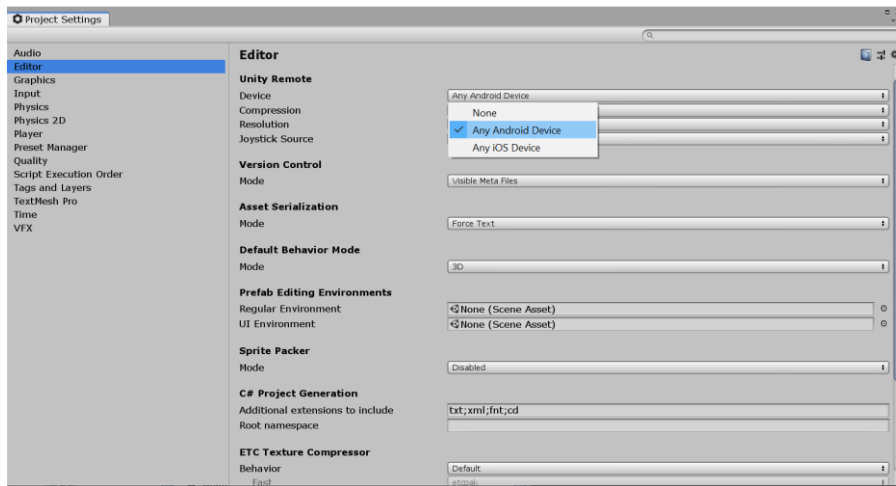 Project Settings
Audio
Editor
Graphics
Input
Physics
Physics 2D
Player
Preset Manager
Quality
Script Execution Order
Tags and Layers
TextMesh Pro
Time
VFX
Editor
Unity Remote
Device Any Android Device
Compression
Resolution
Joystick Source
None
Any Android Device
Any iOS Device
Version Control
Mode Visible Meta Files
Asset Serialization
Mode Force Text
Default Behavior Mode
Mode 3D
Prefab Editing Environments
Regular Environment None (Scene Asset)
UI Environment None (Scene Asset)
Sprite Packer
Mode Disabled
C# Project Generation
Additional extensions to include txt;xml;fnt;cd
Root namespace
ETC Texture Compressor
Behavior Default
Fast etcpak